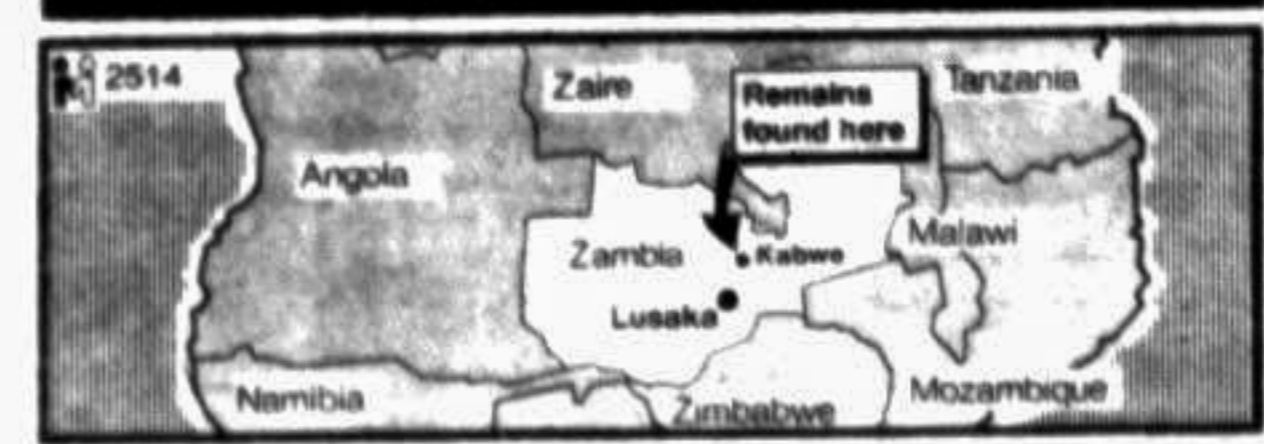 2514
Zaire
Tanzania
Remains
found here
Angola
Malawi
Zambia
Kabwe
Lusaka
Namibia
Zimbabwe
Mozambique